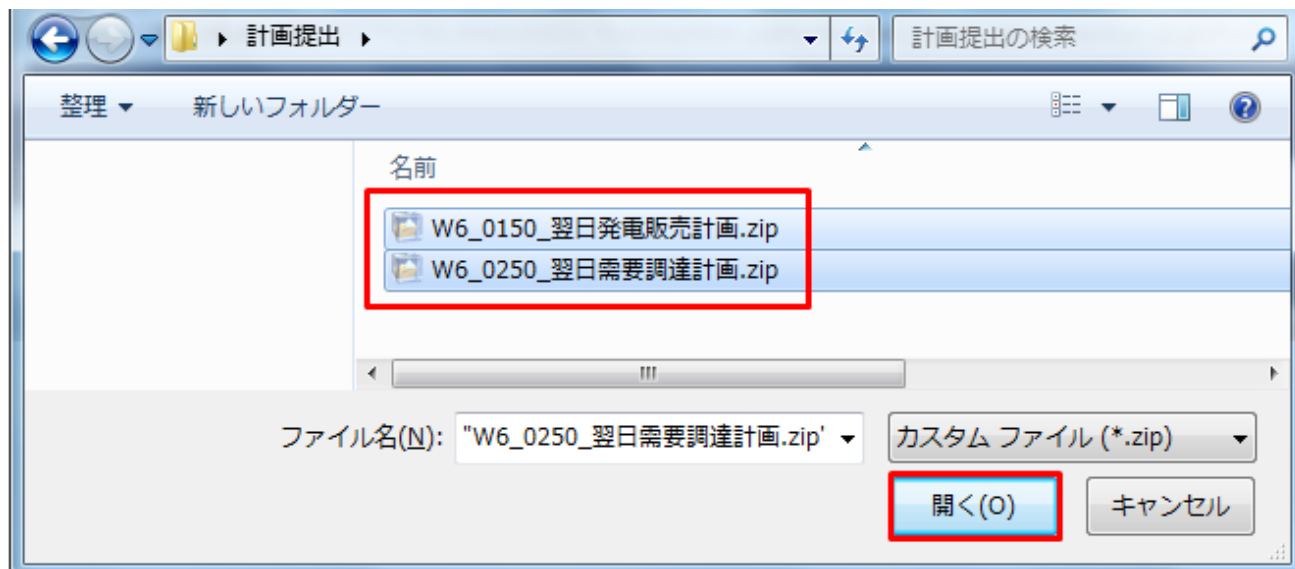 計画提出
計画提出の検索
整理
新しいフォルダー
名前
W6_0150_翌日発電販売計画.zip
W6_0250_翌日需要調達計画.zip
ファイル名(N): "W6_0250_翌日需要調達計画.zip' カスタム ファイル (*.zip)
開く(O) キャンセル